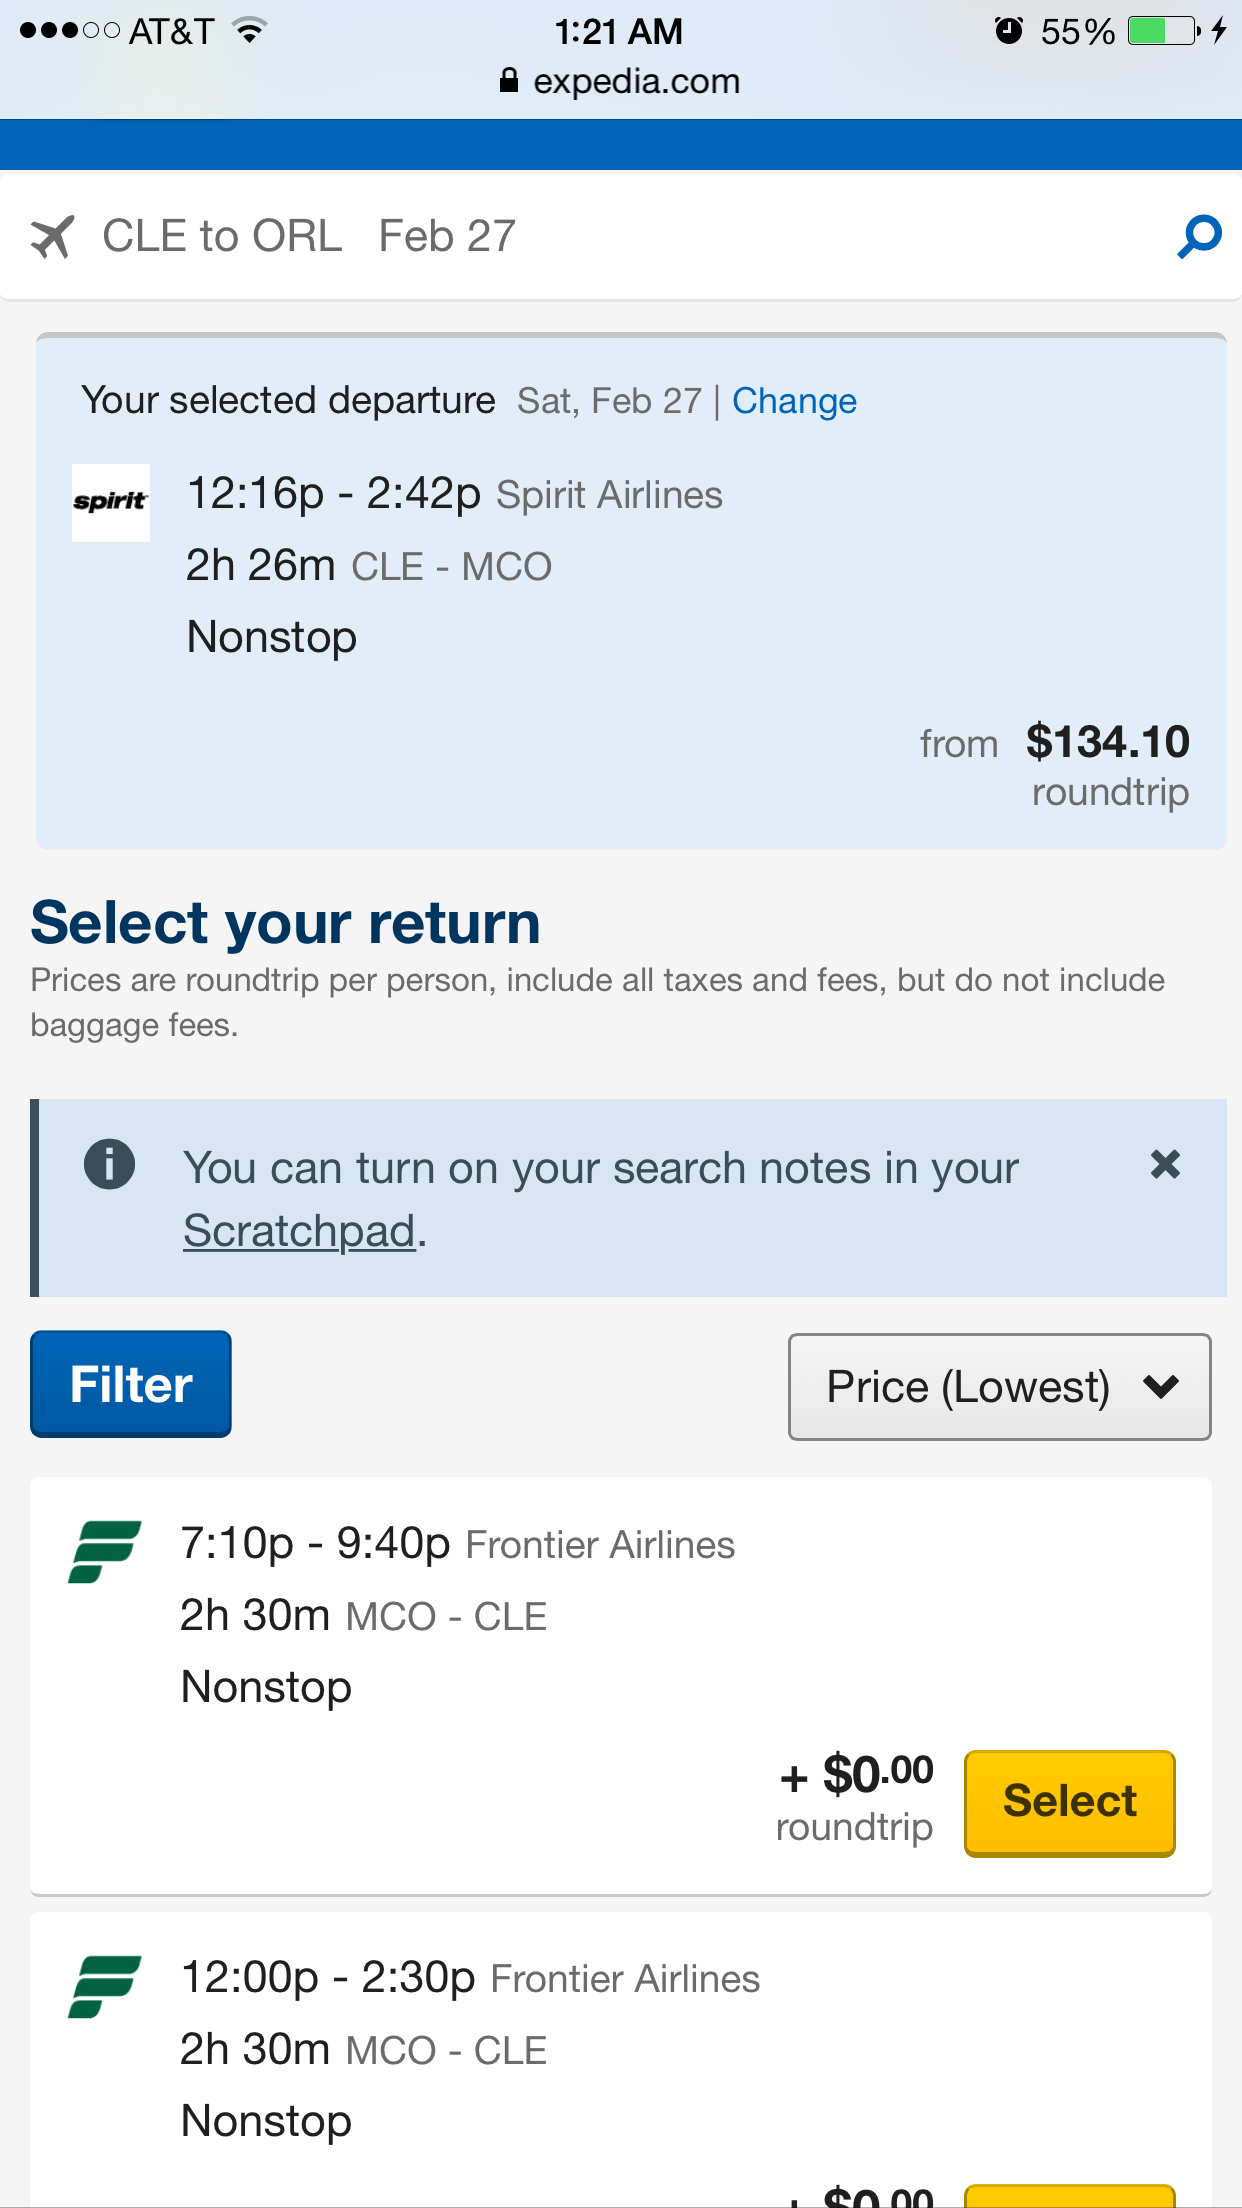 AT&T 1:21 AM 55%
expedia.com
CLE to ORL Feb 27
Your selected departure Sat, Feb 27 | Change
spirit 12:16p - 2:42p Spirit Airlines
2h 26m CLE - MCO
Nonstop
from $134.10
roundtrip
Select your return
Prices are roundtrip per person, include all taxes and fees, but do not include
baggage fees.
You can turn on your search notes in your
Scratchpad.
Filter Price (Lowest)
7:10p - 9:40p Frontier Airlines
2h 30m MCO - CLE
Nonstop
+ $0.00 Select
roundtrip
12:00p - 2:30p Frontier Airlines
2h 30m MCO - CLE
Nonstop
+ $0.00